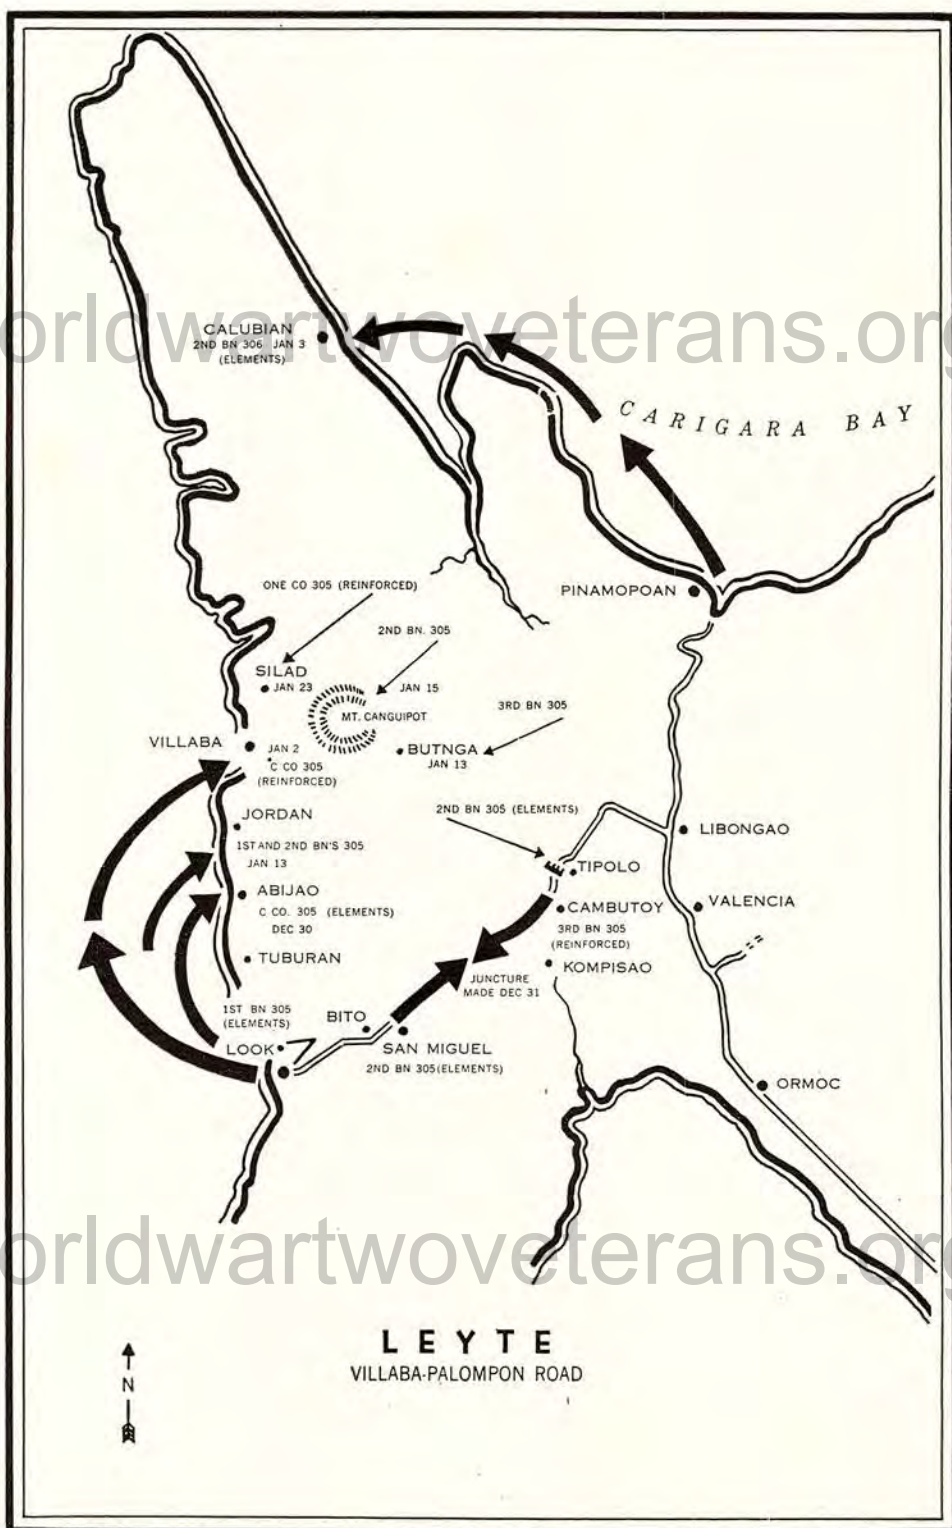 worldwartwoveterans.org
CALUBIAN
2ND BN 306 JAN 3
(ELEMENTS)
CARIGARA BAY
PINAMOPOAN
ONE CO 305 (REINFORCED)
2ND BN. 305
SILAD
JAN 23
JAN 15
MT. CANGUIPOT
3RD BN 305
VILLABA
JAN 2
C CO 305
(REINFORCED)
BUTNGA
JAN 13
JORDAN
1ST AND 2ND BN'S 305
JAN 13
2ND BN 305 (ELEMENTS)
LIBONGAO
TIPOLO
ABIJAO
C CO. 305 (ELEMENTS)
DEC 30
CAMBUTOY
3RD BN 305
(REINFORCED)
VALENCIA
TUBURAN
KOMPISAO
JUNCTURE
MADE DEC 31
1ST BN 305
(ELEMENTS)
BITO
LOOK
SAN MIGUEL
2ND BN 305(ELEMENTS)
ORMOC
worldwartwoveterans.org
LEYTE
VILLABA-PALOMPON ROAD
N